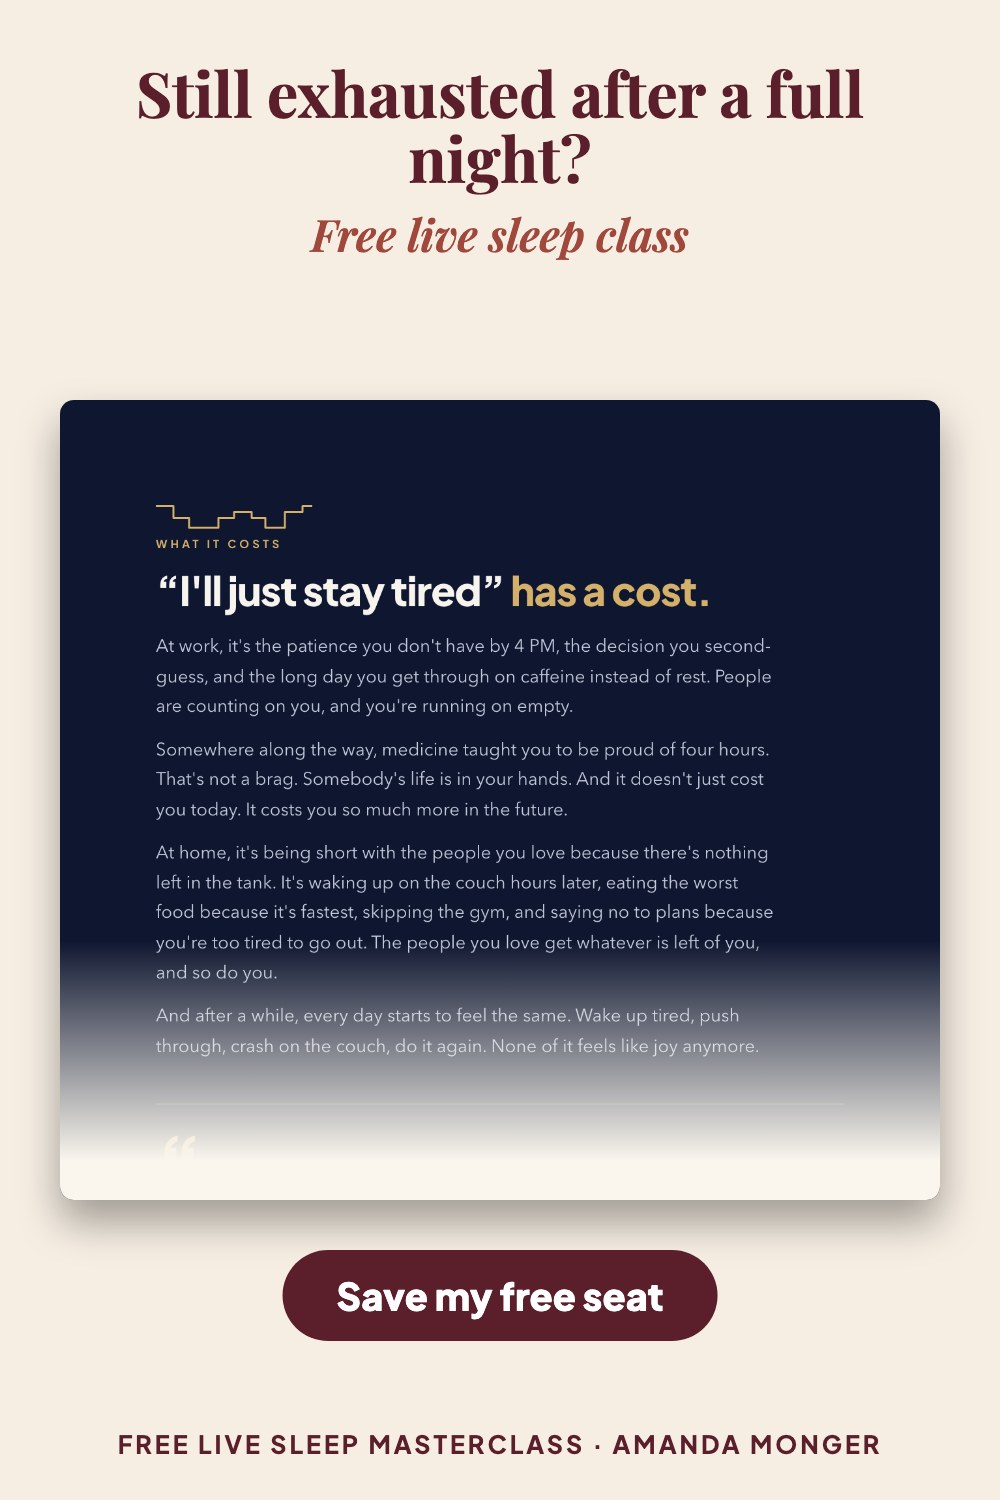 Still exhausted after a full
night?
Free live sleep class
WHAT IT COSTS
“I'll just stay tired” has a cost.
At work, it's the patience you don't have by 4 PM, the decision you second-
guess, and the long day you get through on caffeine instead of rest. People
are counting on you, and you're running on empty.
Somewhere along the way, medicine taught you to be proud of four hours.
That's not a brag. Somebody's life is in your hands. And it doesn't just cost
you today. It costs you so much more in the future.
At home, it's being short with the people you love because there's nothing
left in the tank. It's waking up on the couch hours later, eating the worst
food because it's fastest, skipping the gym, and saying no to plans because
you're too tired to go out. The people you love get whatever is left of you,
and so do you.
And after a while, every day starts to feel the same. Wake up tired, push
through, crash on the couch, do it again. None of it feels like joy anymore.
“
Save my free seat
FREE LIVE SLEEP MASTERCLASS · AMANDA MONGER